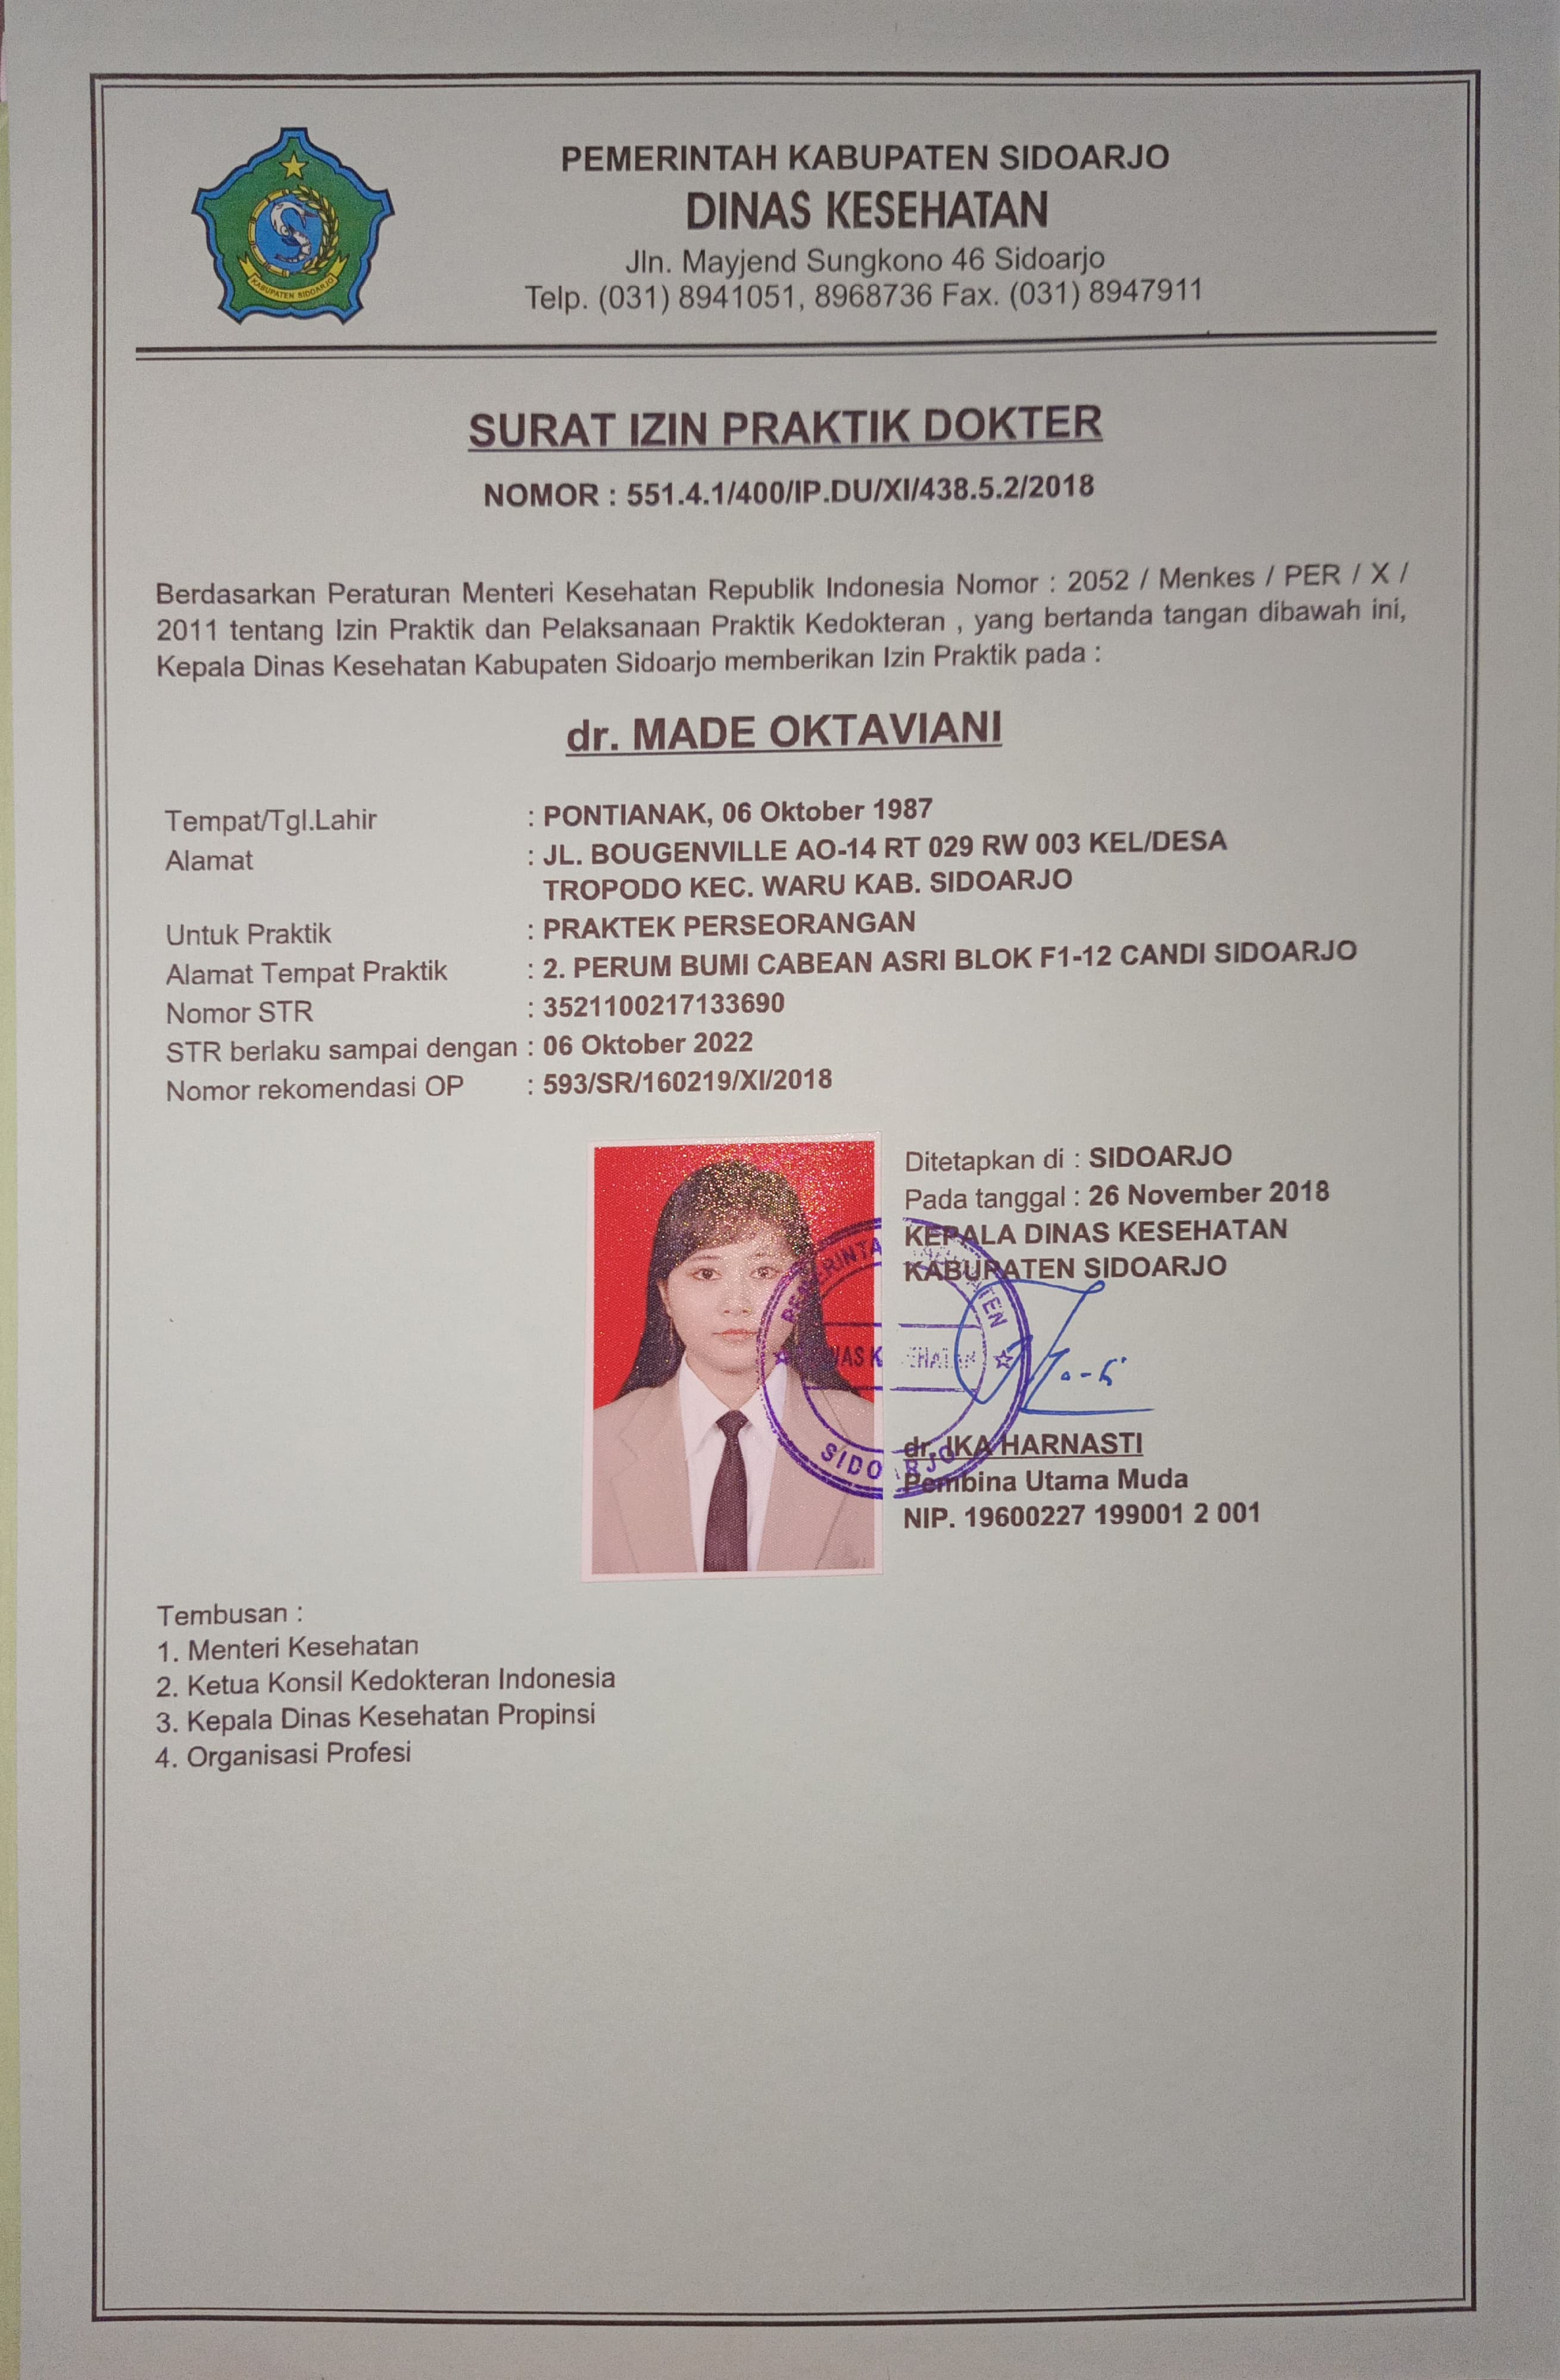 PEMERINTAH KABUPATEN SIDOARJO
DINAS KESEHATAN
Jln. Mayjend Sungkono 46 Sidoarjo
Telp. (031) 8941051, 8968736 Fax. (031) 8947911
KABUPATEN SIDOARJO
SURAT IZIN PRAKTIK DOKTER
NOMOR : 551.4.1/400/IP.DU/XI/438.5.2/2018
Berdasarkan Peraturan Menteri Kesehatan Republik Indonesia Nomor : 2052 / Menkes / PER / X /
2011 tentang Izin Praktik dan Pelaksanaan Praktik Kedokteran , yang bertanda tangan dibawah ini,
Kepala Dinas Kesehatan Kabupaten Sidoarjo memberikan Izin Praktik pada :
dr. MADE OKTAVIANI
Tempat/Tgl.Lahir : PONTIANAK, 06 Oktober 1987
Alamat : JL. BOUGENVILLE AO-14 RT 029 RW 003 KEL/DESA
TROPODO KEC. WARU KAB. SIDOARJO
Untuk Praktik : PRAKTEK PERSEORANGAN
Alamat Tempat Praktik : 2. PERUM BUMI CABEAN ASRI BLOK F1-12 CANDI SIDOARJO
Nomor STR : 3521100217133690
STR berlaku sampai dengan : 06 Oktober 2022
Nomor rekomendasi OP : 593/SR/160219/XI/2018
Ditetapkan di : SIDOARJO
Pada tanggal : 26 November 2018
KEPALA DINAS KESEHATAN
KABUPATEN SIDOARJO
SIDOARJO
dr. IKA HARNASTI
Pembina Utama Muda
NIP. 19600227 199001 2 001
Tembusan :
1. Menteri Kesehatan
2. Ketua Konsil Kedokteran Indonesia
3. Kepala Dinas Kesehatan Propinsi
4. Organisasi Profesi